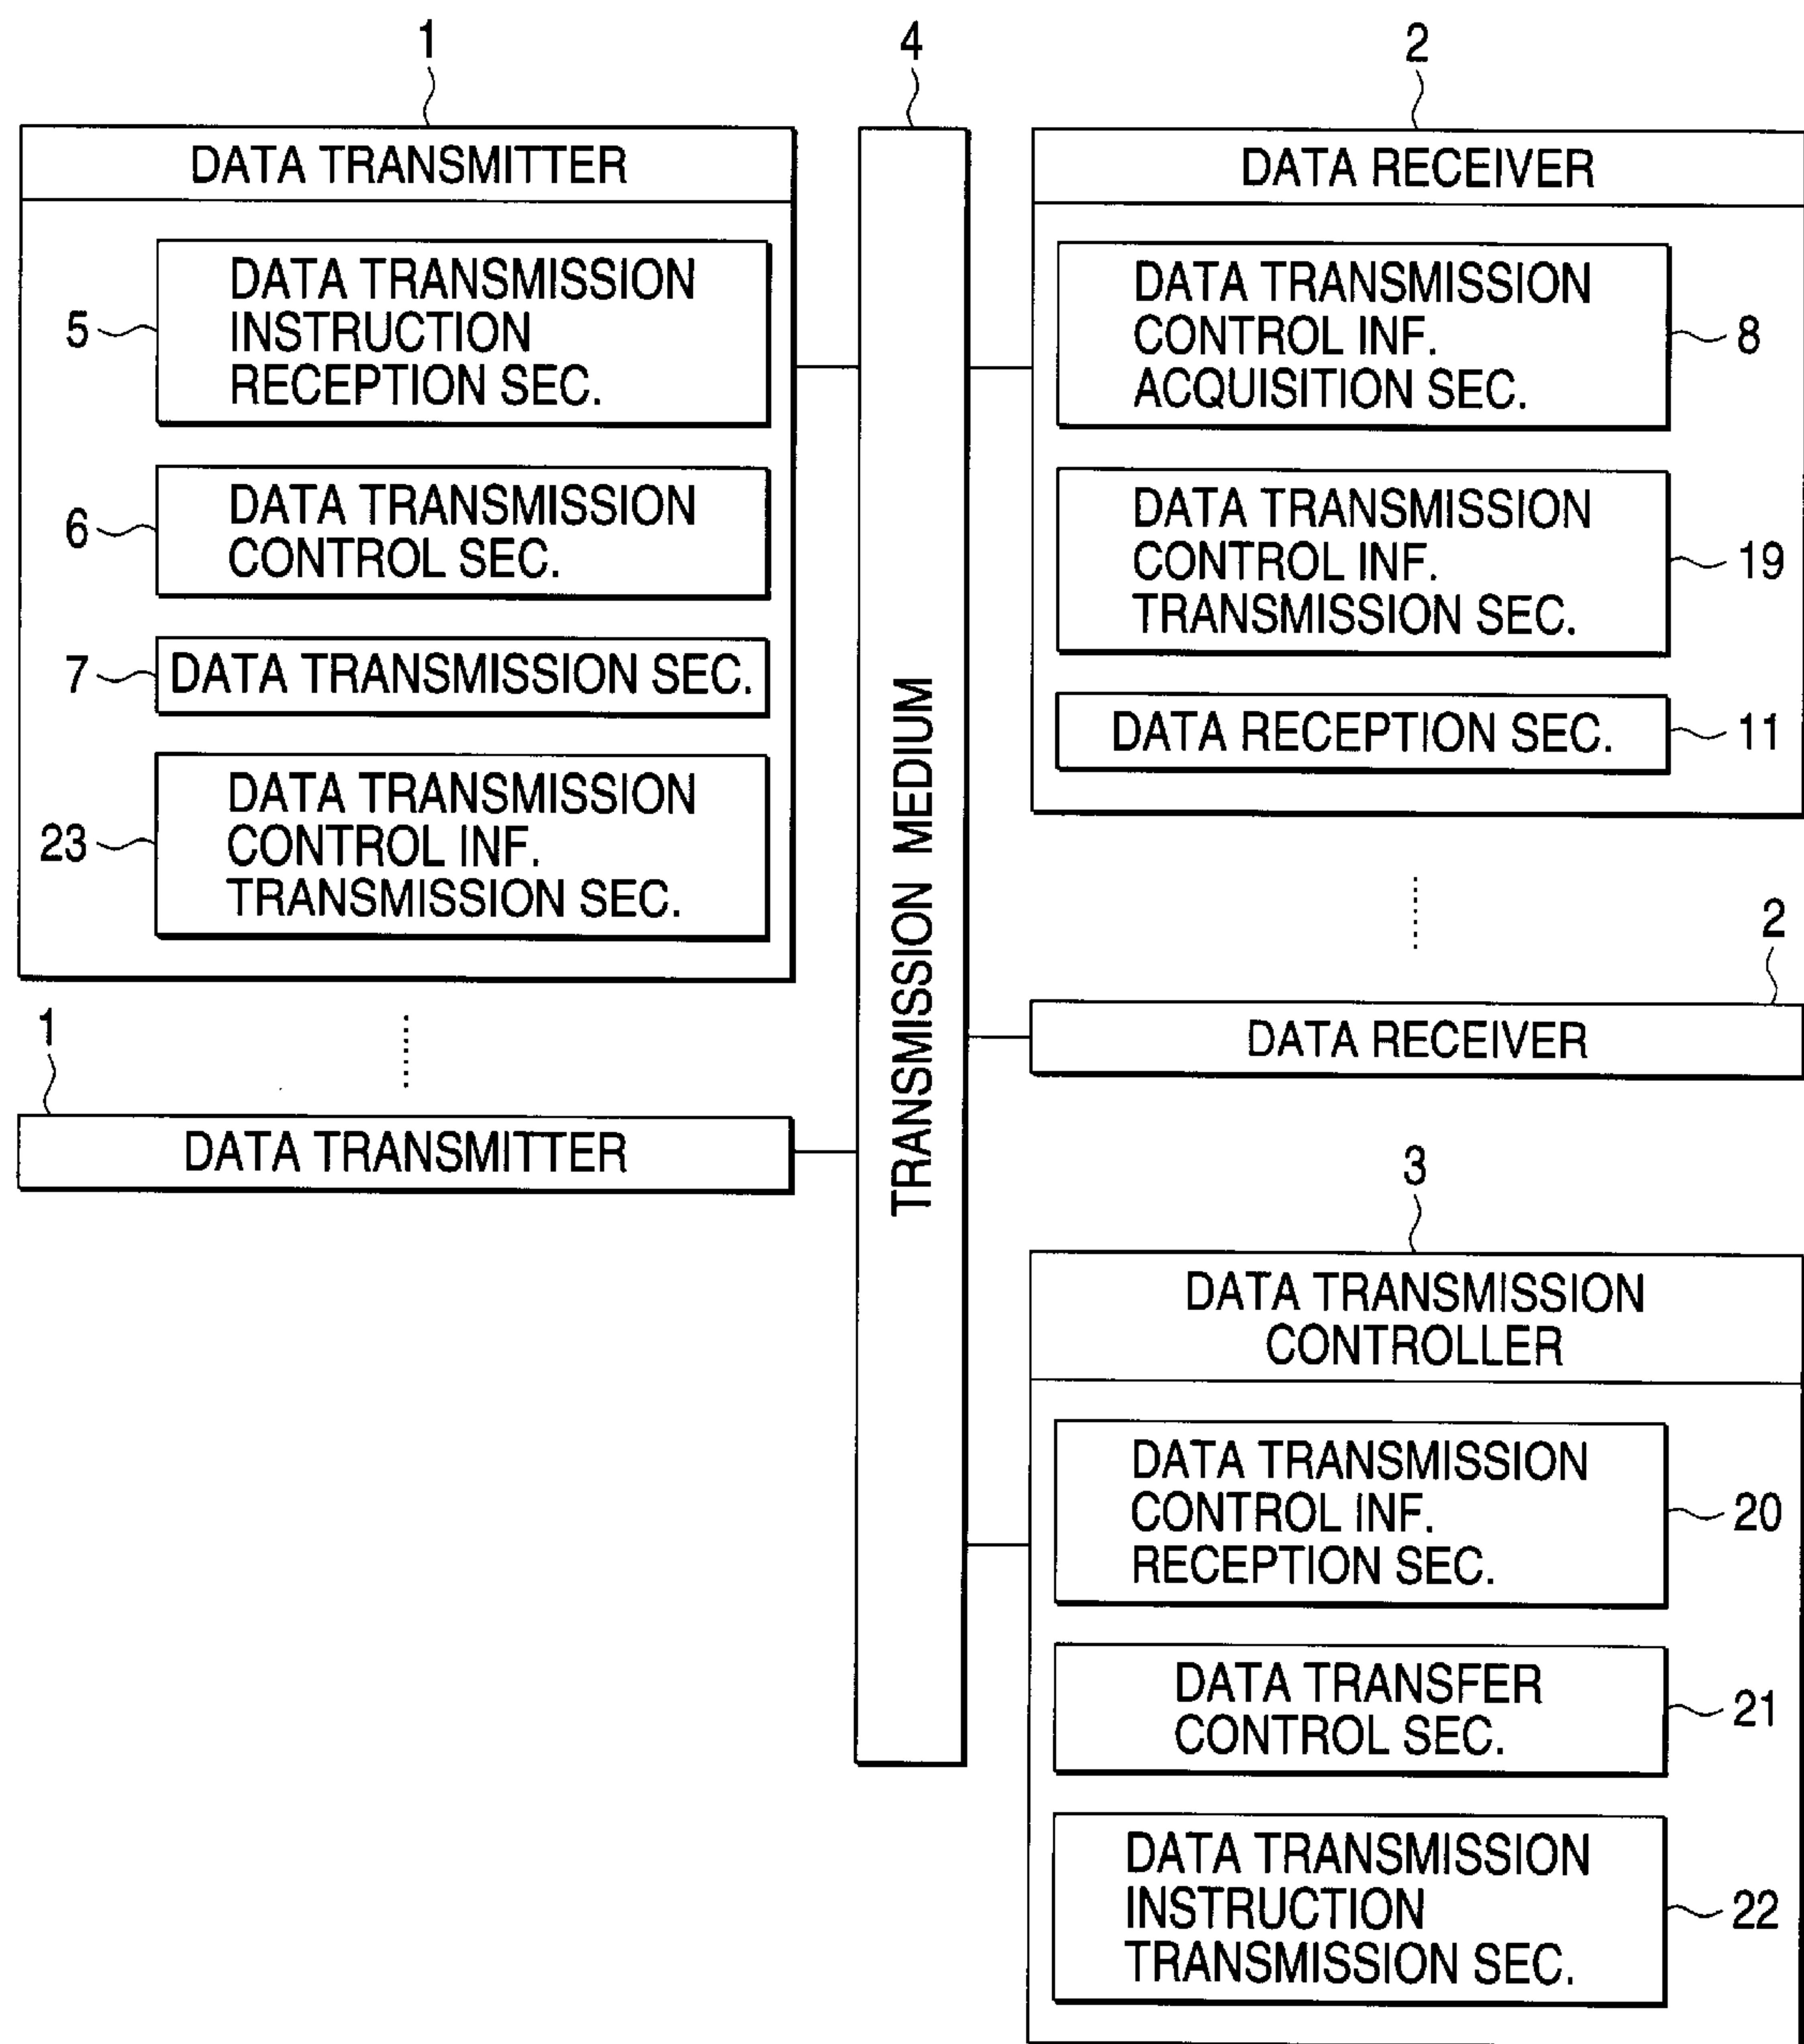 1
4
2
DATA TRANSMITTER
5
DATA TRANSMISSION
INSTRUCTION
RECEPTION SEC.
6
DATA TRANSMISSION
CONTROL SEC.
7
DATA TRANSMISSION SEC.
23
DATA TRANSMISSION
CONTROL INF.
TRANSMISSION SEC.
1
DATA TRANSMITTER
TRANSMISSION MEDIUM
DATA RECEIVER
DATA TRANSMISSION
CONTROL INF.
ACQUISITION SEC.
8
DATA TRANSMISSION
CONTROL INF.
TRANSMISSION SEC.
19
DATA RECEPTION SEC.
11
2
DATA RECEIVER
3
DATA TRANSMISSION
CONTROLLER
DATA TRANSMISSION
CONTROL INF.
RECEPTION SEC.
20
DATA TRANSFER
CONTROL SEC.
21
DATA TRANSMISSION
INSTRUCTION
TRANSMISSION SEC.
22